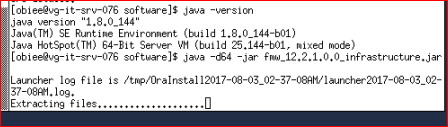 [obiee@vg-it-srv-076 software]$ java -version
java version "1.8.0_144"
Java(TM) SE Runtime Environment (build 1.8.0_144-b01)
Java HotSpot(TM) 64-Bit Server VM (build 25.144-b01, mixed mode)
[obiee@vg-it-srv-076 software]$ java -d64 -jar fmw_12.2.1.0.0_infrastructure.jar
Launcher log file is /tmp/OraInstall2017-08-03_02-37-08AM/launcher2017-08-03_02-
37-08AM.log.
Extracting files....................